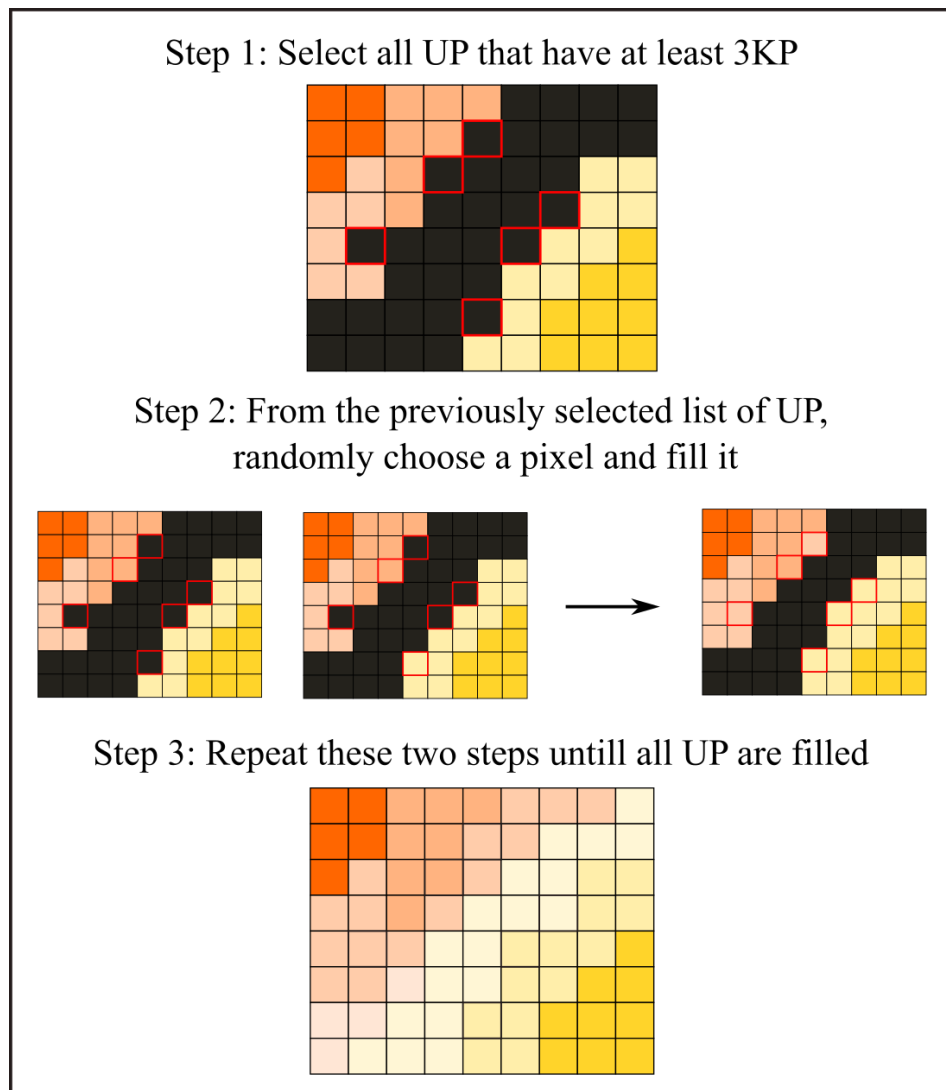 Step 1: Select all UP that have at least 3KP
Step 2: From the previously selected list of UP,
randomly choose a pixel and fill it
Step 3: Repeat these two steps untill all UP are filled